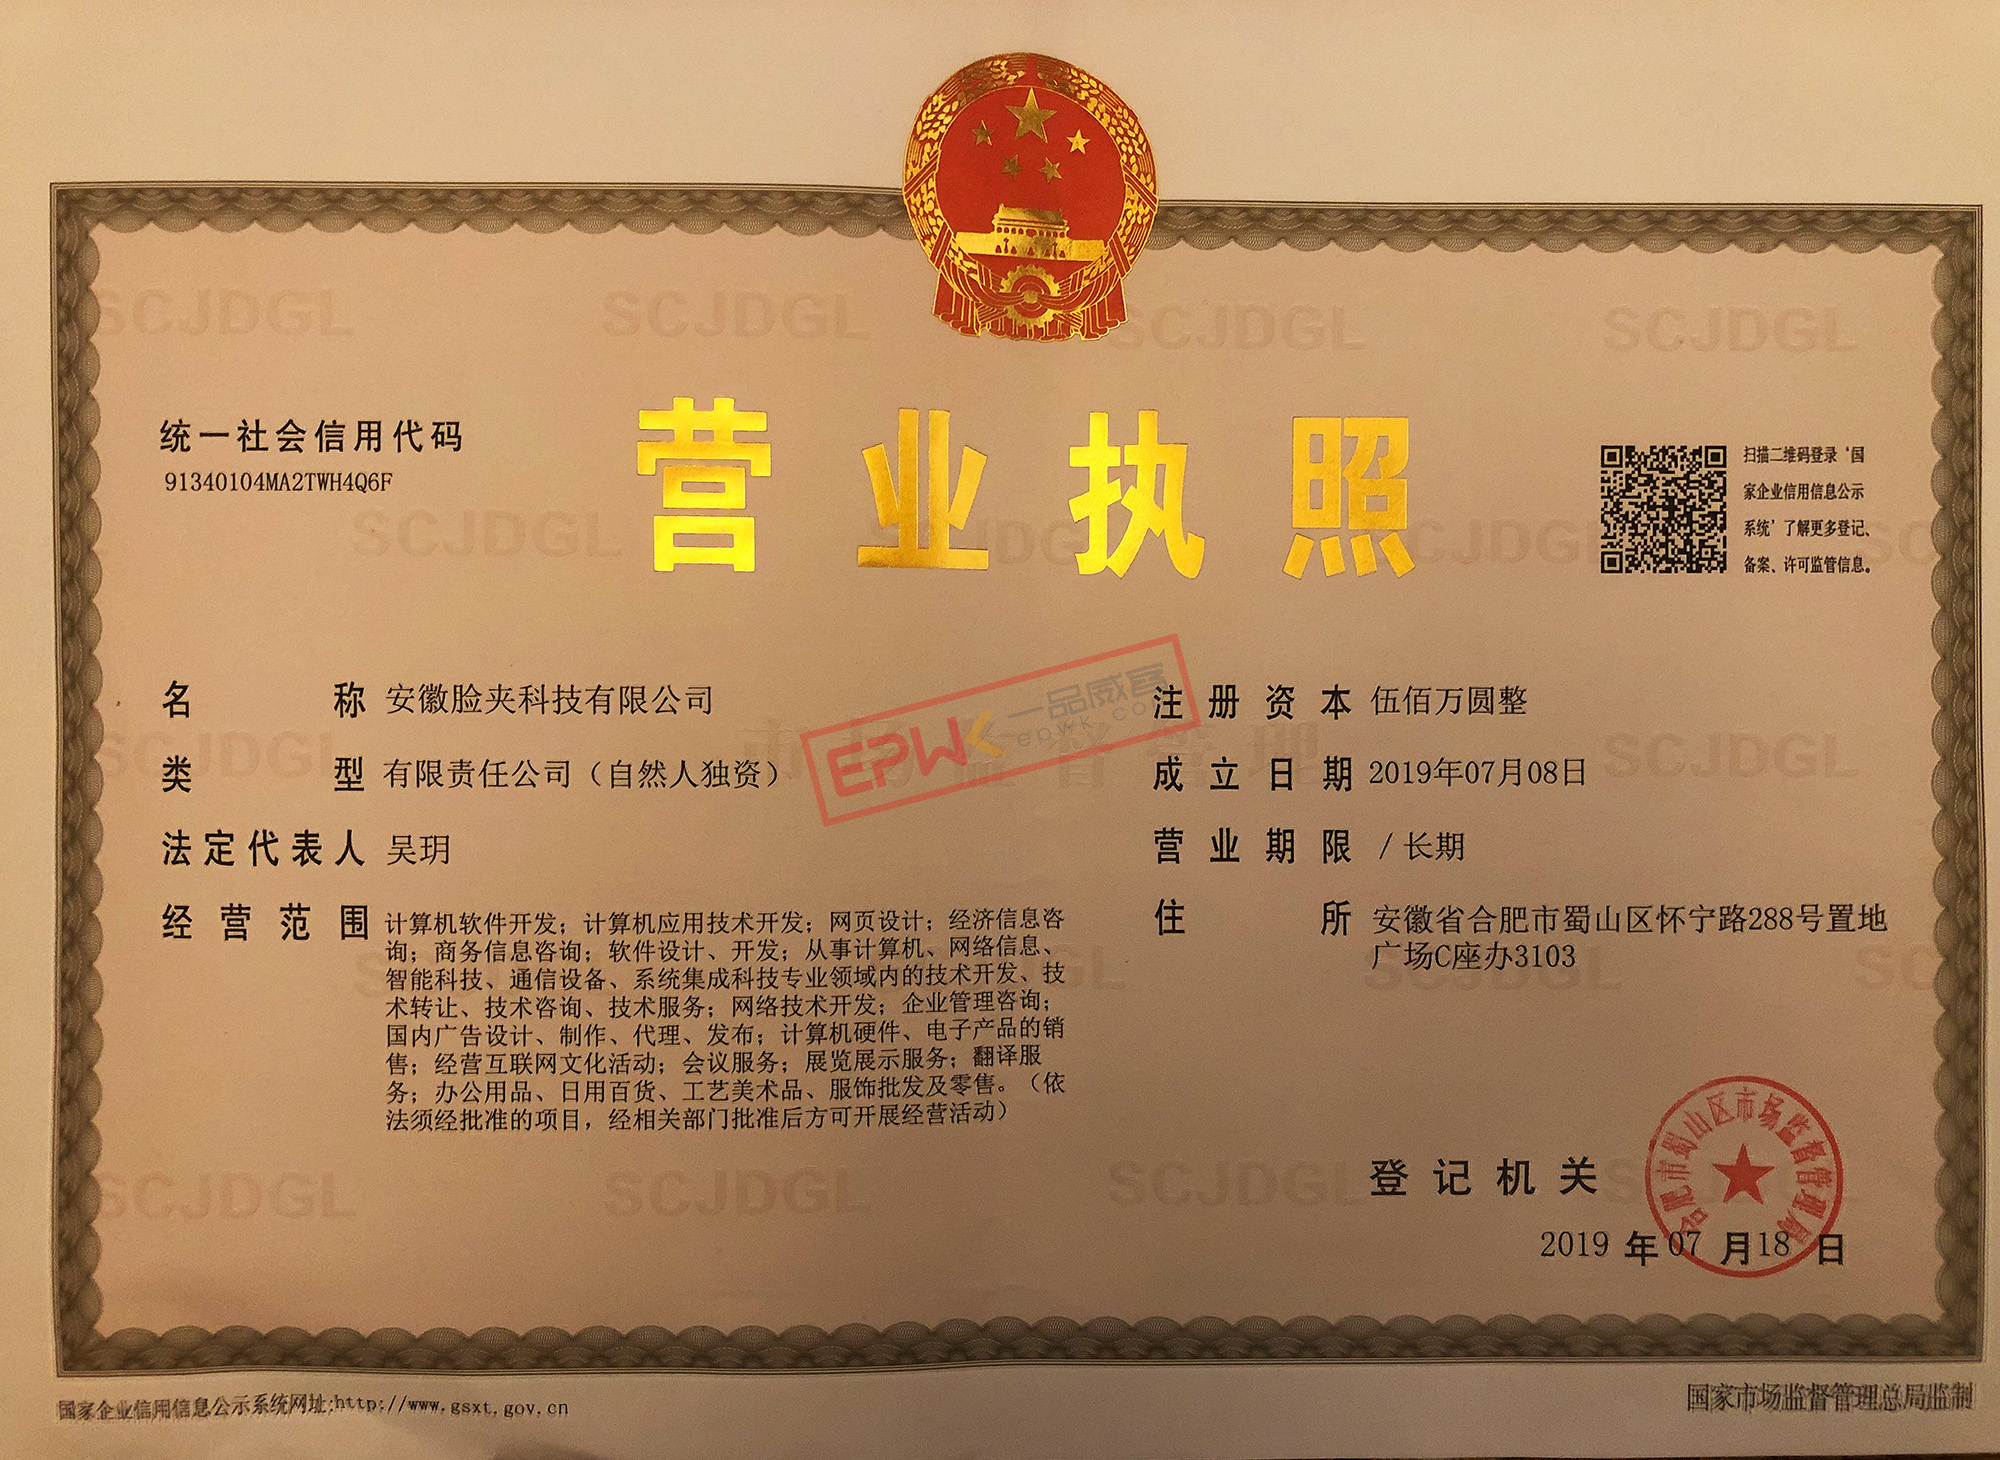 营业执照
统一社会信用代码
91340104MA2TWH4Q6F
扫描二维码登录‘国
家企业信用信息公示
系统’了解更多登记、
备案、许可监管信息。
名称 安徽脸夹科技有限公司
类型 有限责任公司（自然人独资）
法定代表人 吴玥
经营范围 计算机软件开发；计算机应用技术开发；网页设计；经济信息咨
询；商务信息咨询；软件设计、开发；从事计算机、网络信息、
智能科技、通信设备、系统集成科技专业领域内的技术开发、技
术转让、技术咨询、技术服务；网络技术开发；企业管理咨询；
国内广告设计、制作、代理、发布；计算机硬件、电子产品的销
售；经营互联网文化活动；会议服务；展览展示服务；翻译服
务；办公用品、日用百货、工艺美术品、服饰批发及零售。（依
法须经批准的项目，经相关部门批准后方可开展经营活动）
注册资本 伍佰万圆整
成立日期 2019年07月08日
营业期限 / 长期
住所 安徽省合肥市蜀山区怀宁路288号置地
广场C座办3103
EPWK 一品威客
epwk.com
市场监督管理
SCJDGL SCJDGL SCJDGL SCJDGL
登记机关
合肥市蜀山区市场监督管理局
2019 年 07 月 18 日
国家企业信用信息公示系统网址:http://www.gsxt.gov.cn
国家市场监督管理总局监制